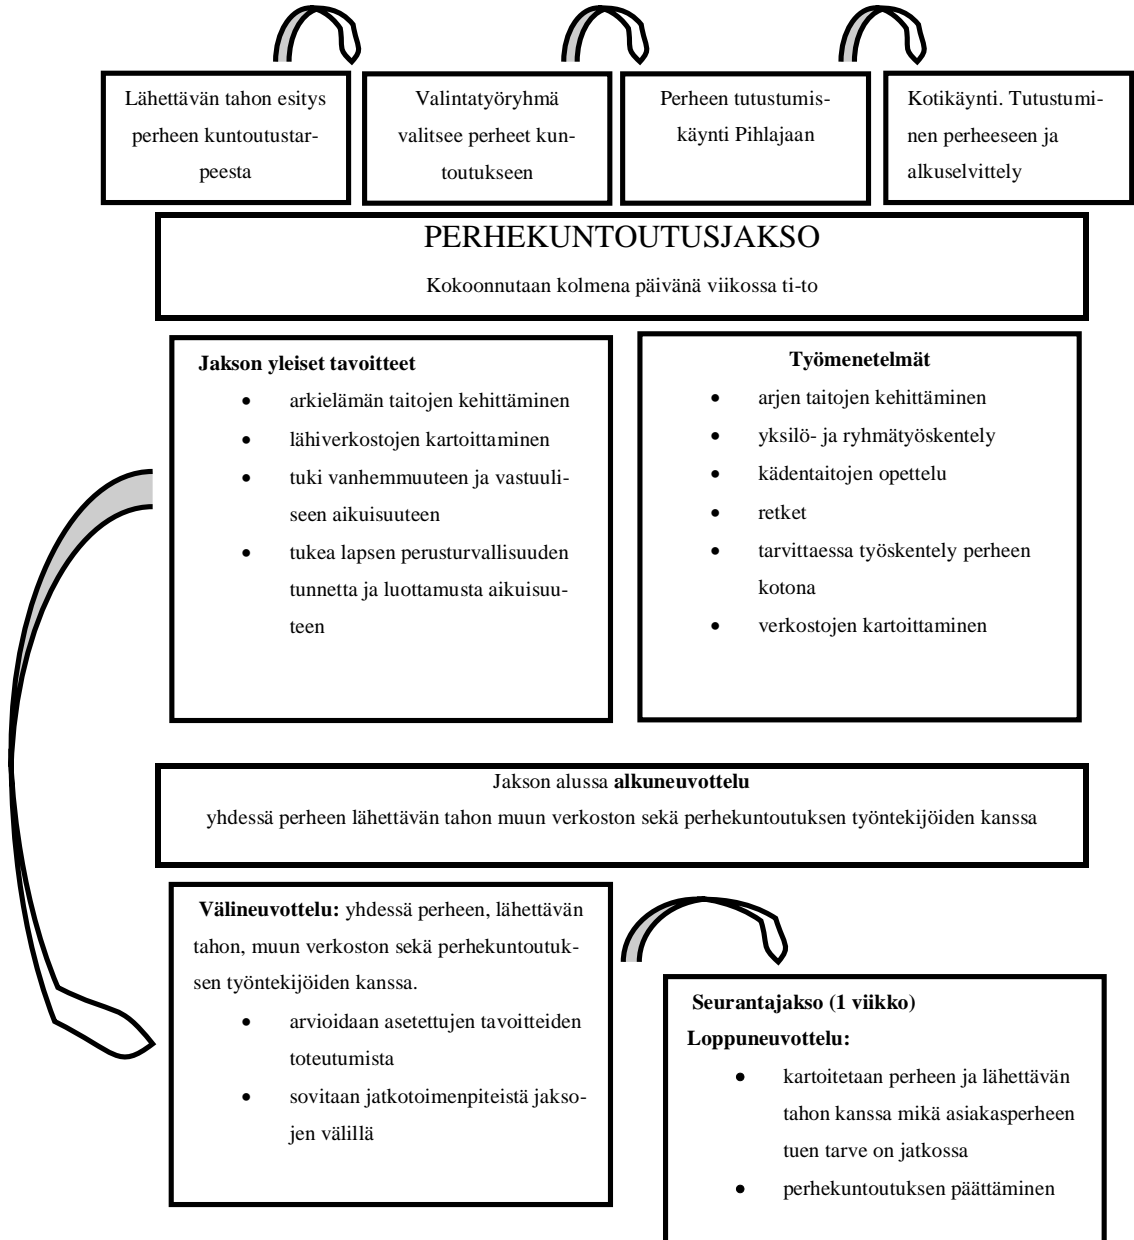 Lähettävän tahon esitys
perheen kuntoutustar-
peesta
Valintatyöryhmä
valitsee perheet kun-
toutukseen
Perheen tutustumis-
käynti Pihlajaan
Kotikäynti. Tutustumi-
nen perheeseen ja
alkuselvittely
PERHEKUNTOUTUSJAKSO
Kokoonnutaan kolmena päivänä viikossa ti-to
Jakson yleiset tavoitteet
• arkielämän taitojen kehittäminen
• lähiverkostojen kartoittaminen
• tuki vanhemmuuteen ja vastuuli-
seen aikuisuuteen
• tukea lapsen perusturvallisuuden
tunnetta ja luottamusta aikuisuu-
teen
Työmenetelmät
• arjen taitojen kehittäminen
• yksilö- ja ryhmätyöskentely
• kädentaitojen opettelu
• retket
• tarvittaessa työskentely perheen
kotona
• verkostojen kartoittaminen
Jakson alussa alkuneuvottelu
yhdessä perheen lähettävän tahon muun verkoston sekä perhekuntoutuksen työntekijöiden kanssa
Välineuvottelu: yhdessä perheen, lähettävän
tahon, muun verkoston sekä perhekuntoutuk-
sen työntekijöiden kanssa.
• arvioidaan asetettujen tavoitteiden
toteutumista
• sovitaan jatkotoimenpiteistä jakso-
jen välillä
Seurantajakso (1 viikko)
Loppuneuvottelu:
• kartoitetaan perheen ja lähettävän
tahon kanssa mikä asiakasperheen
tuen tarve on jatkossa
• perhekuntoutuksen päättäminen